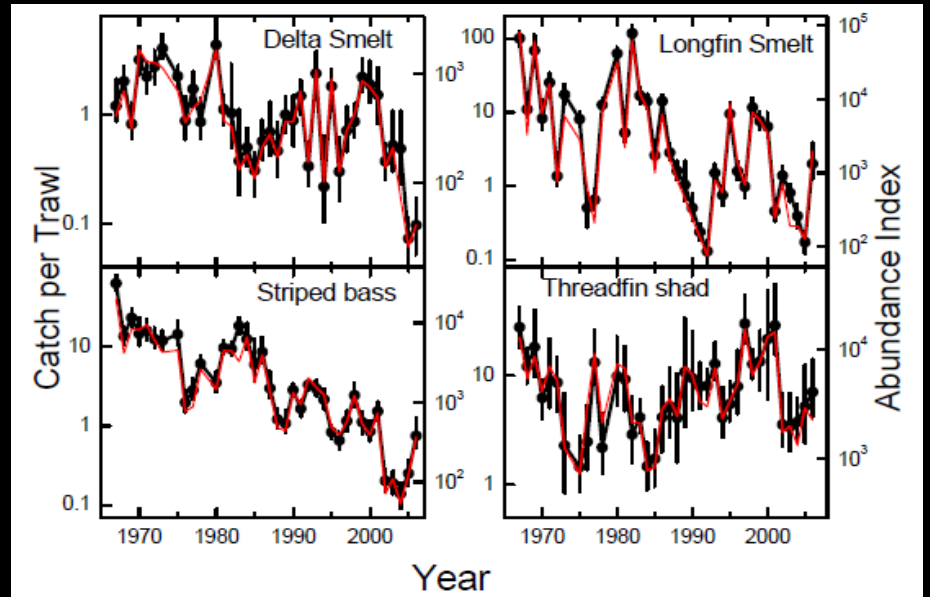 Delta Smelt
1
0.1
10³
10²
Longfin Smelt
100
10
1
0.1
10⁵
10⁴
10³
10²
Striped bass
10
1
0.1
10⁴
10³
10²
Threadfin shad
10
1
10⁴
10³
1970 1980 1990 2000
1970 1980 1990 2000
Catch per Trawl
Abundance Index
Year